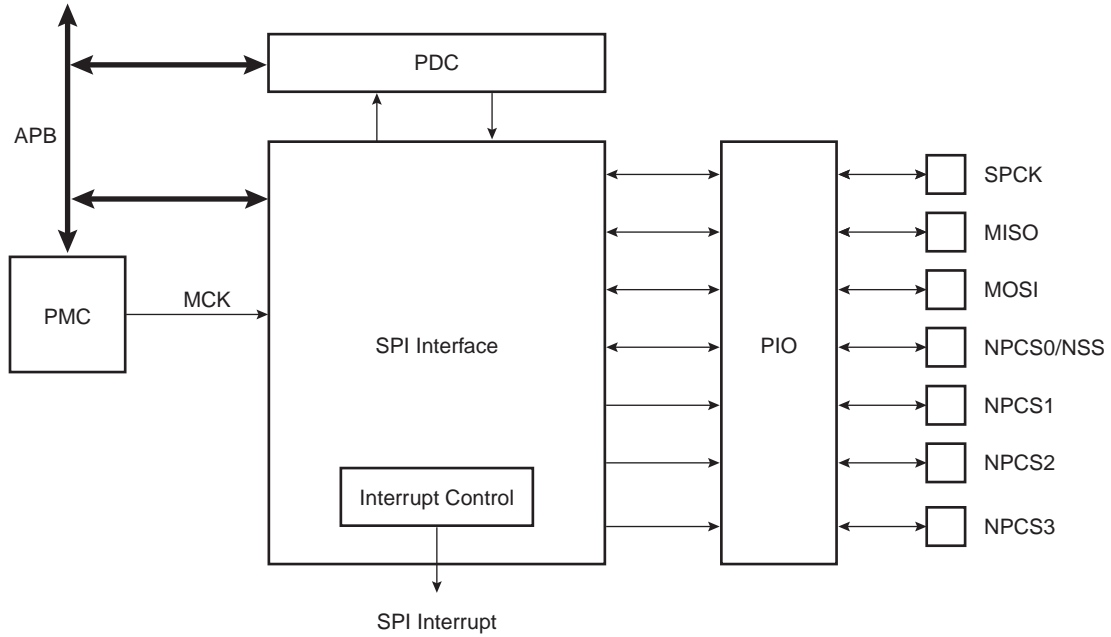 PDC
APB
SPCK
MISO
MCK
MOSI
PMC
SPI Interface
PIO
NPCS0/NSS
NPCS1
NPCS2
Interrupt Control
NPCS3
SPI Interrupt